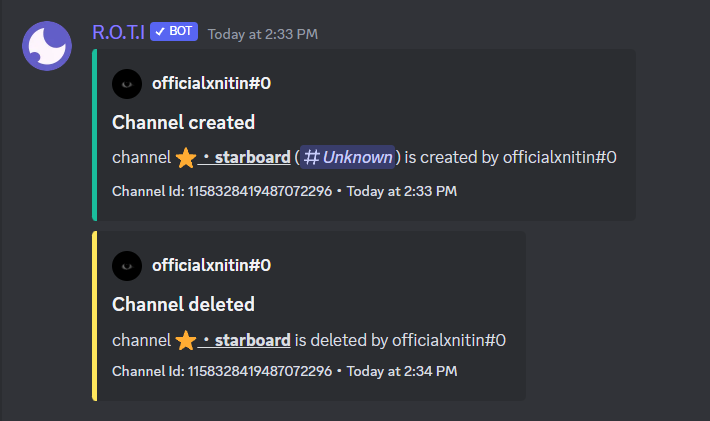 R.O.T.I ✓ BOT Today at 2:33 PM
officialxnitin#0
Channel created
channel ⭐・starboard (# Unknown) is created by officialxnitin#0
Channel Id: 1158328419487072296 • Today at 2:33 PM
officialxnitin#0
Channel deleted
channel ⭐・starboard is deleted by officialxnitin#0
Channel Id: 1158328419487072296 • Today at 2:34 PM